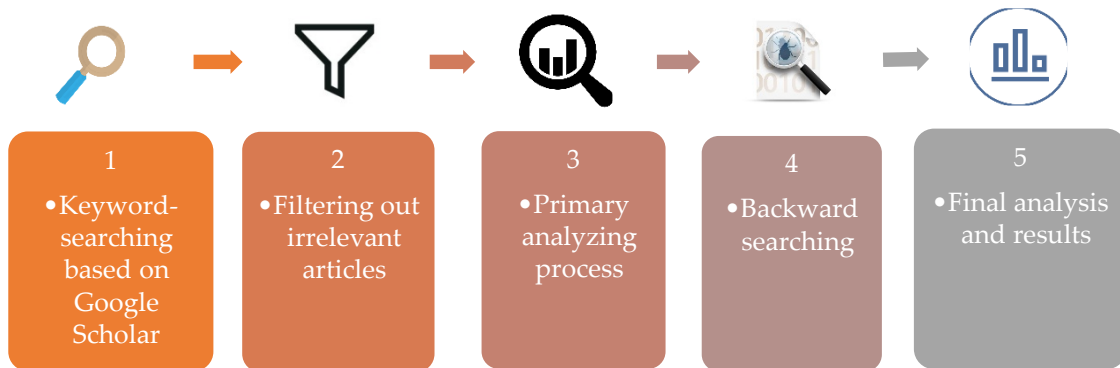 1
•Keyword-
searching
based on
Google
Scholar
2
•Filtering out
irrelevant
articles
3
•Primary
analyzing
process
4
•Backward
searching
5
•Final analysis
and results